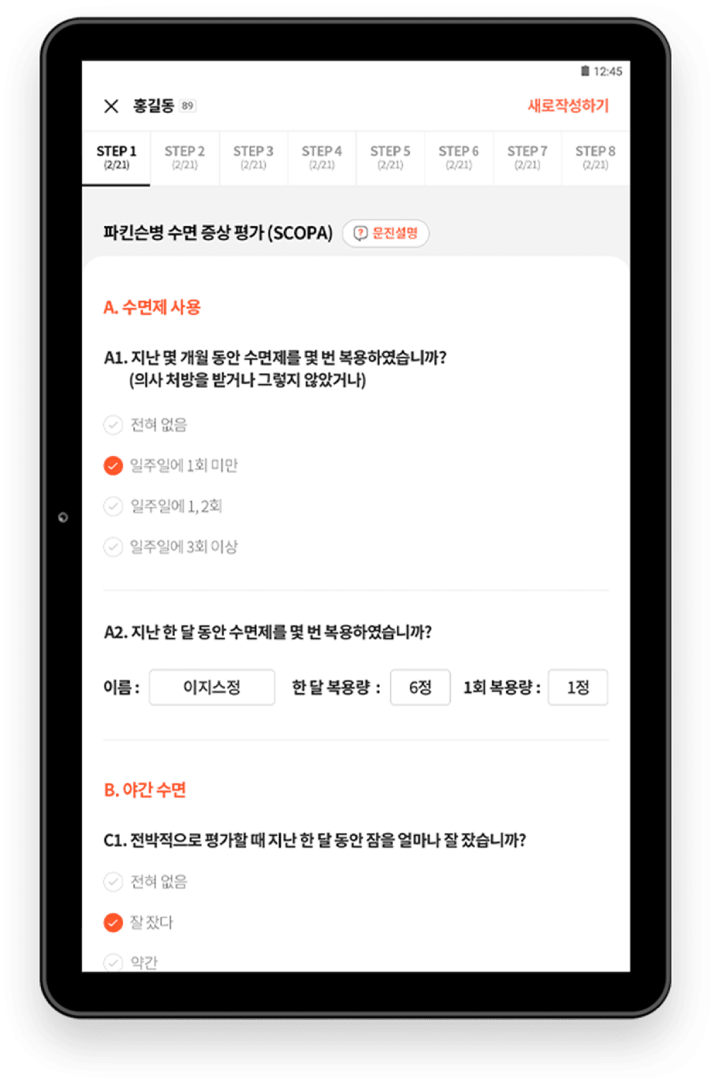 12:45
홍길동 89 새로작성하기
STEP 1 STEP 2 STEP 3 STEP 4 STEP 5 STEP 6 STEP 7 STEP 8
(2/21) (2/21) (2/21) (2/21) (2/21) (2/21) (2/21) (2/21)
파킨슨병 수면 증상 평가 (SCOPA) ? 문진설명
A. 수면제 사용
A1. 지난 몇 개월 동안 수면제를 몇 번 복용하였습니까?
(의사 처방을 받거나 그렇지 않았거나)
전혀 없음
일주일에 1회 미만
일주일에 1, 2회
일주일에 3회 이상
A2. 지난 한 달 동안 수면제를 몇 번 복용하였습니까?
이름 : 이지스정 한 달 복용량 : 6정 1회 복용량 : 1정
B. 야간 수면
C1. 전박적으로 평가할 때 지난 한 달 동안 잠을 얼마나 잘 잤습니까?
전혀 없음
잘 잤다
약간